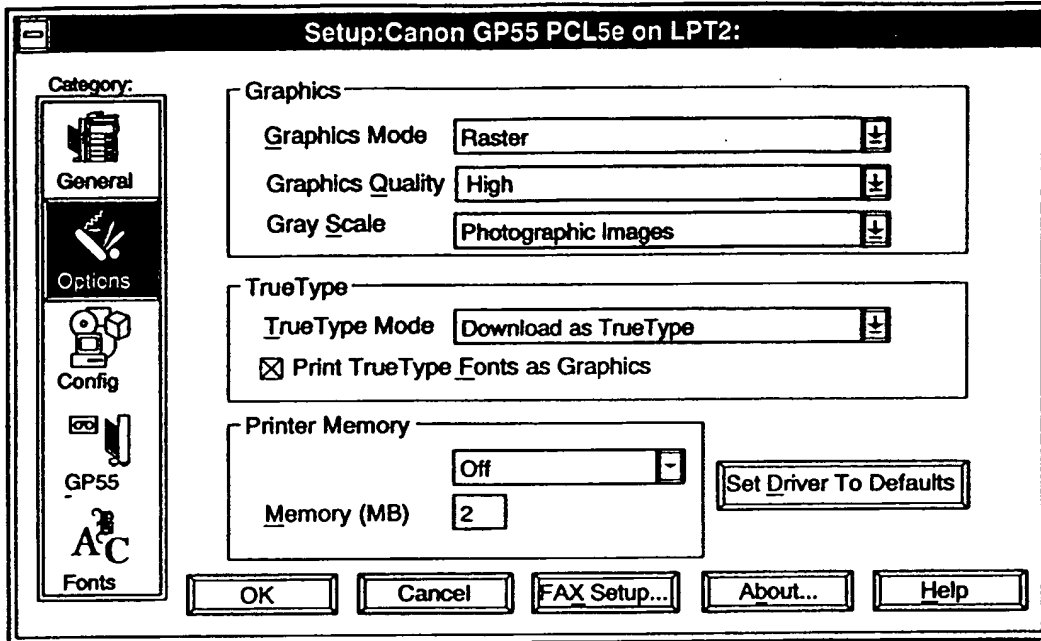 Setup:Canon GP55 PCL5e on LPT2:
Category:
General
Options
Config
GP55
A C
Fonts
Graphics
Graphics Mode Raster
Graphics Quality High
Gray Scale Photographic Images
TrueType
TrueType Mode Download as TrueType
Print TrueType Fonts as Graphics
Printer Memory
Off
Memory (MB) 2
Set Driver To Defaults
OK Cancel FAX Setup... About... Help